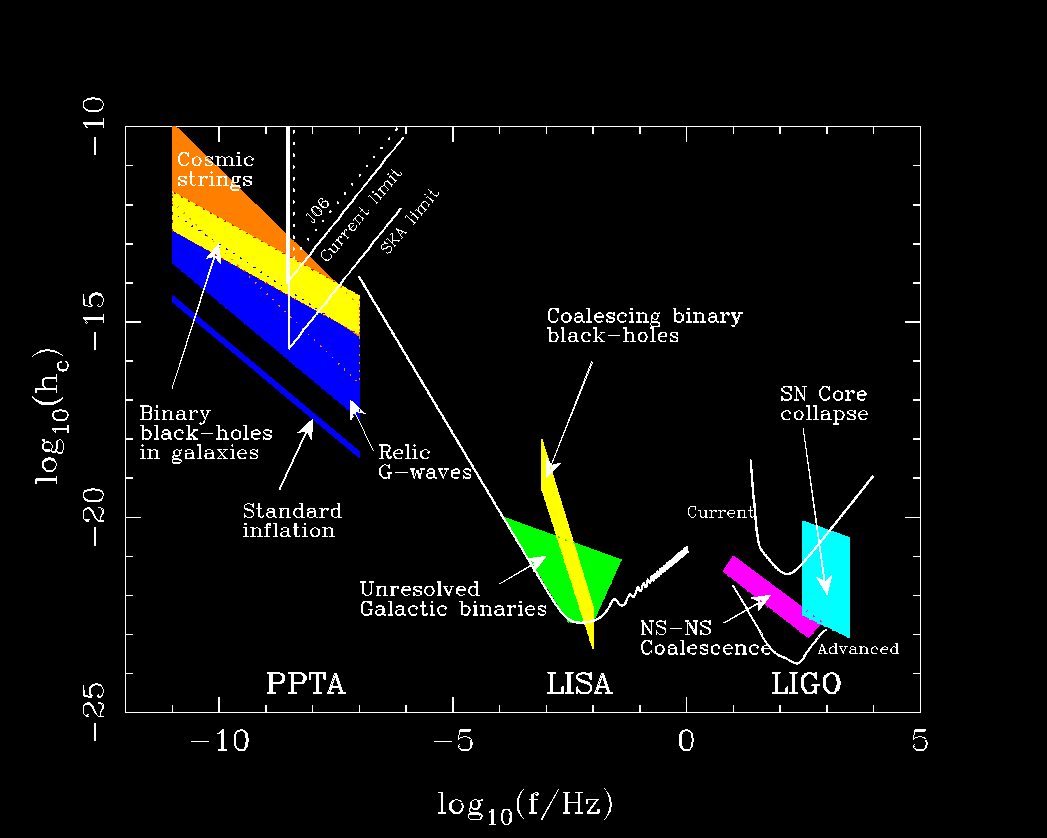 Cosmic
strings
J06
Current limit
SKA limit
Coalescing binary
black-holes
SN Core
collapse
Binary
black-holes
in galaxies
Relic
G-waves
Standard
inflation
Current
Unresolved
Galactic binaries
NS-NS
Coalescence
Advanced
PPTA
LISA
LIGO
-10
-15
-20
-25
log10(hc)
-10
-5
0
5
log10(f/Hz)